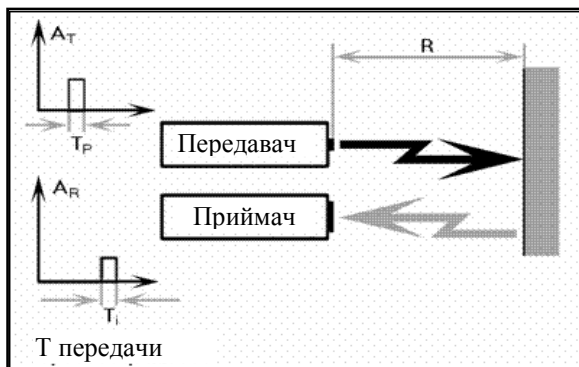 A_T
R
T_P
Передавач
A_R
Приймач
T_i
Т передачи